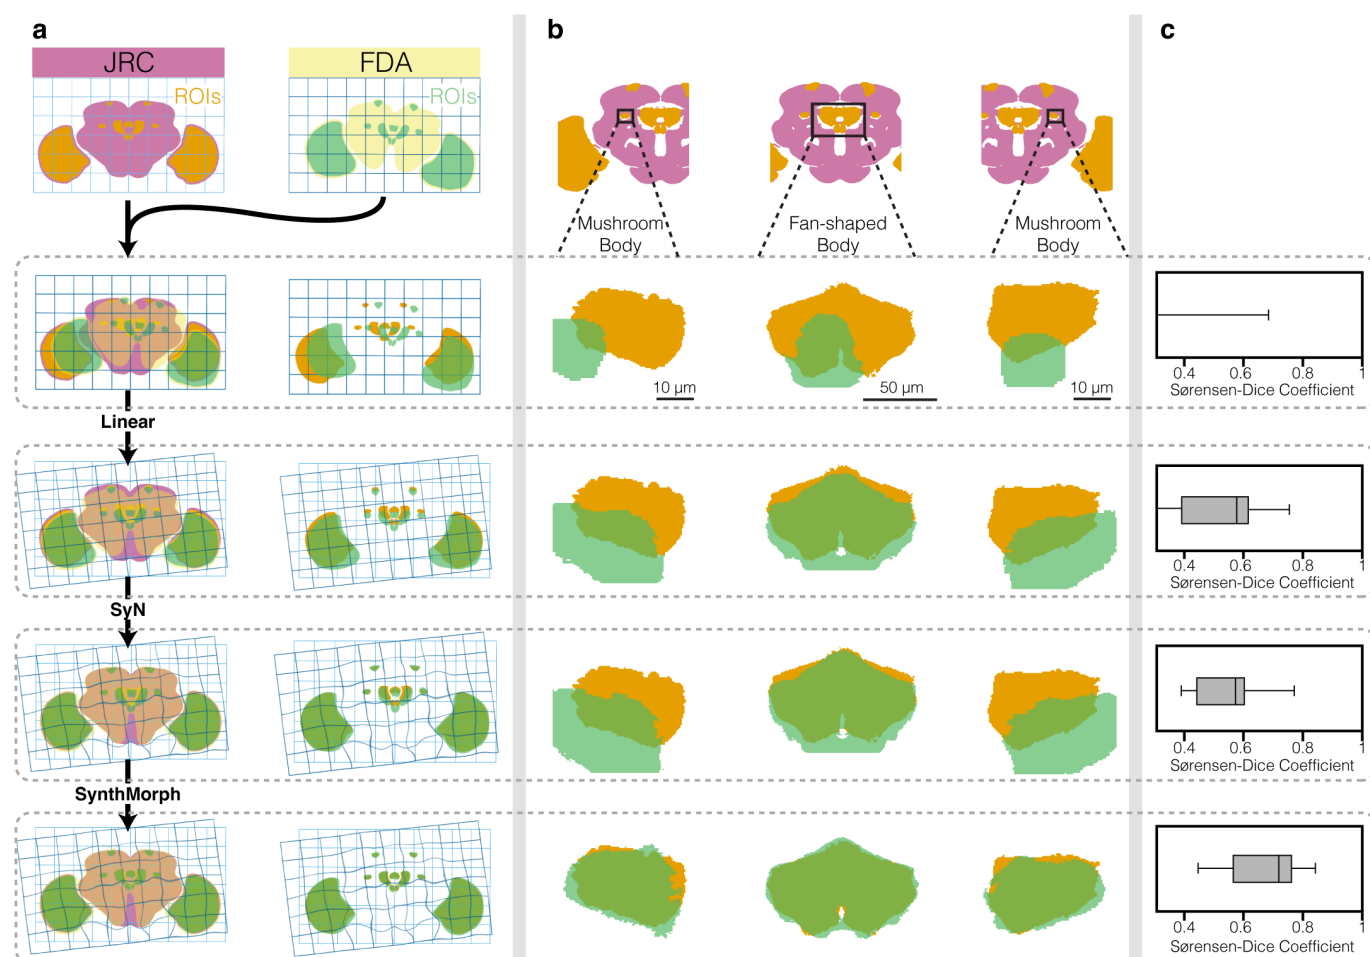 a
b
c
JRC
FDA
ROIs
ROIs
Mushroom
Body
Fan-shaped
Body
Mushroom
Body
10 µm
50 µm
10 µm
0.4 0.6 0.8 1
Sørensen-Dice Coefficient
Linear
0.4 0.6 0.8 1
Sørensen-Dice Coefficient
SyN
0.4 0.6 0.8 1
Sørensen-Dice Coefficient
SynthMorph
0.4 0.6 0.8 1
Sørensen-Dice Coefficient